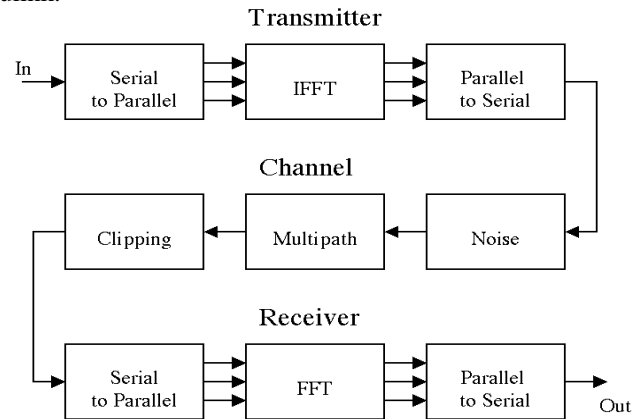 Transmitter
In
Serial
to Parallel
IFFT
Parallel
to Serial
Channel
Clipping
Multipath
Noise
Receiver
Serial
to Parallel
FFT
Parallel
to Serial
Out